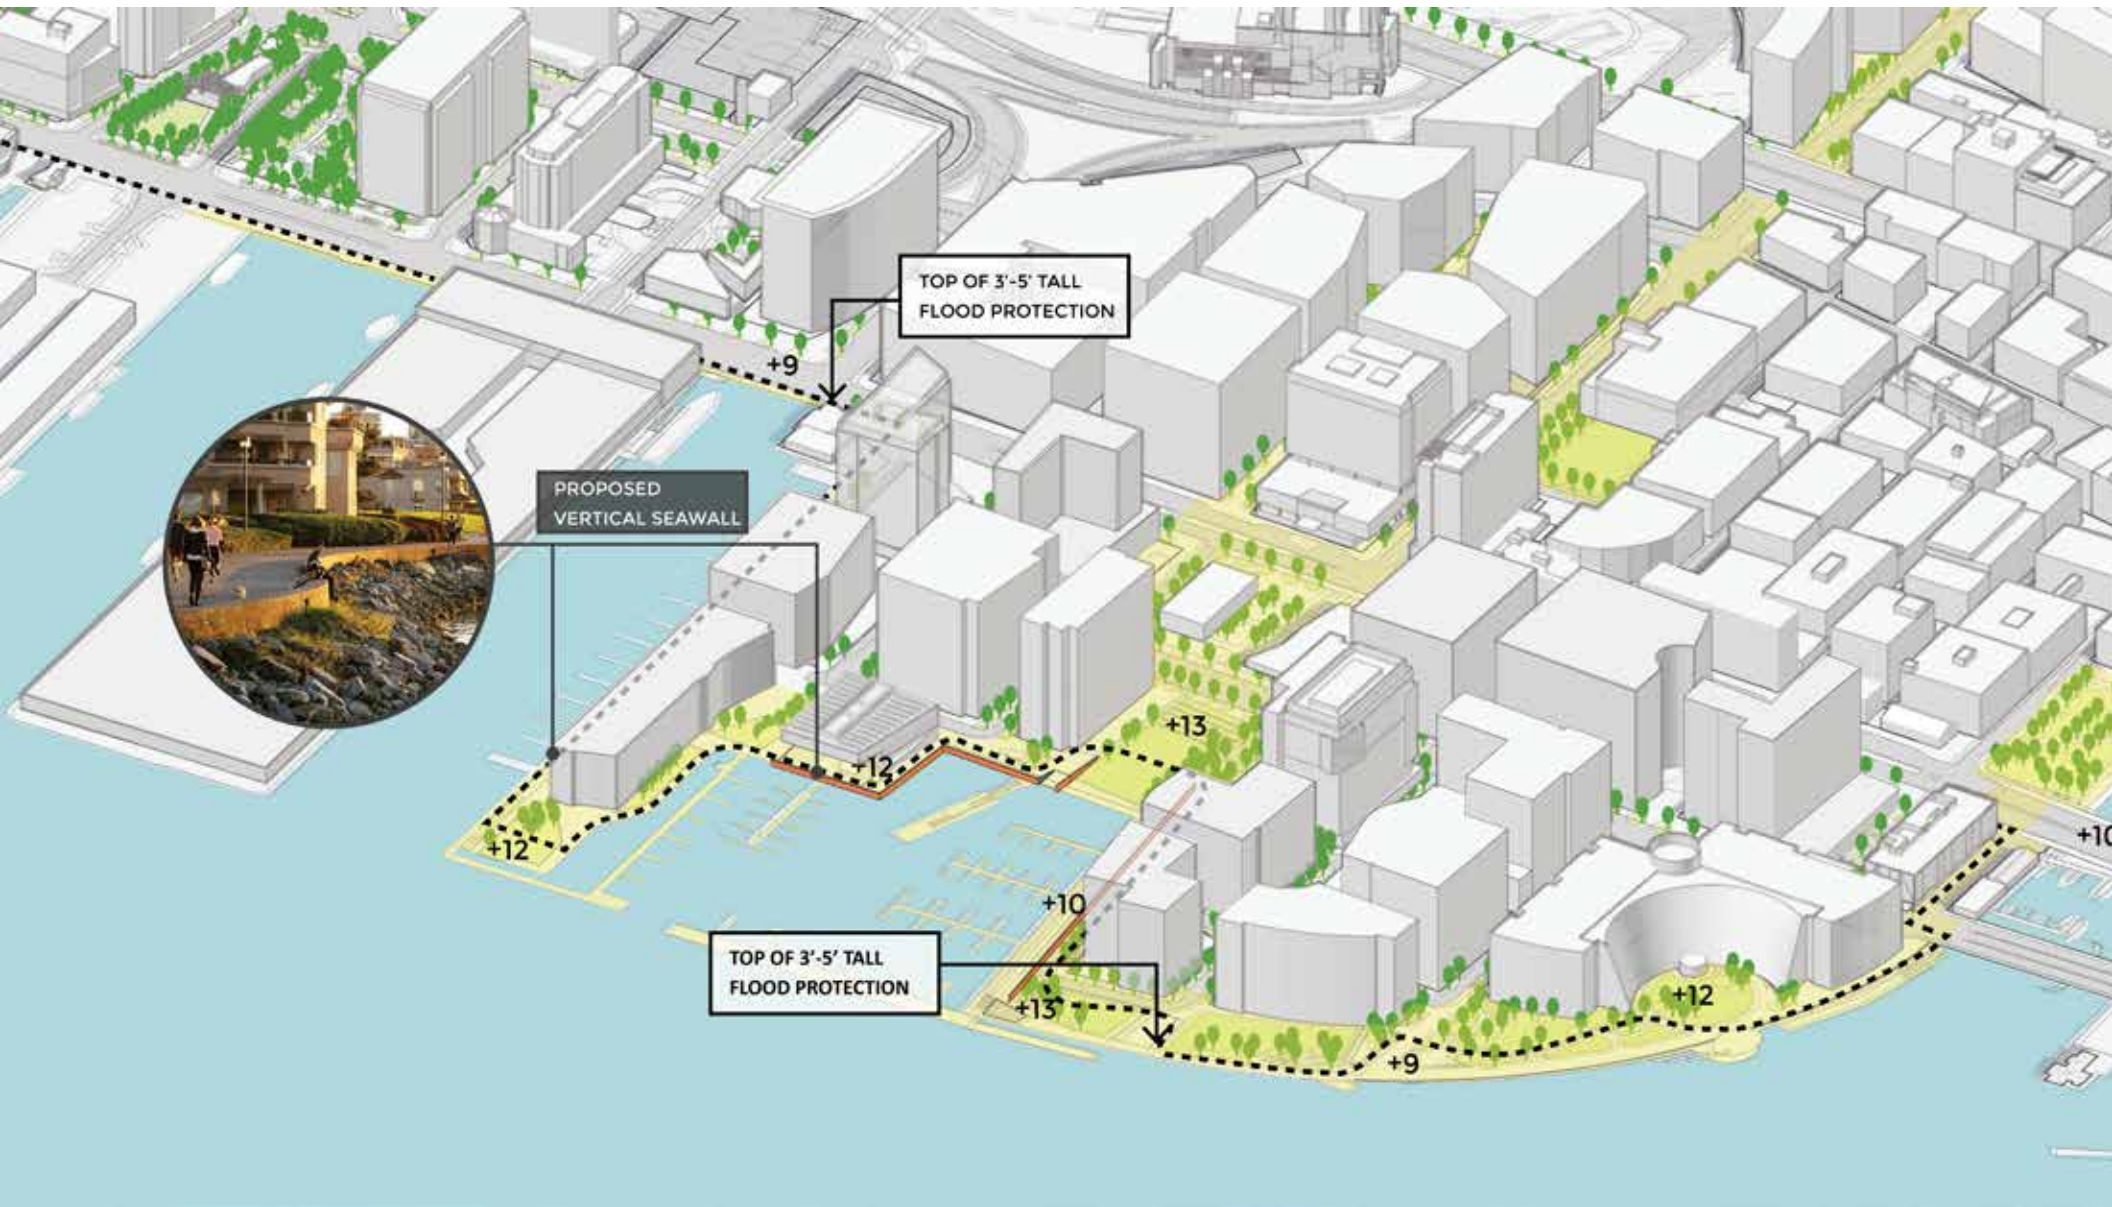 TOP OF 3'-5' TALL
FLOOD PROTECTION
+9
PROPOSED
VERTICAL SEAWALL
+13
+12
+12
+10
+10
TOP OF 3'-5' TALL
FLOOD PROTECTION
+13
+12
+9